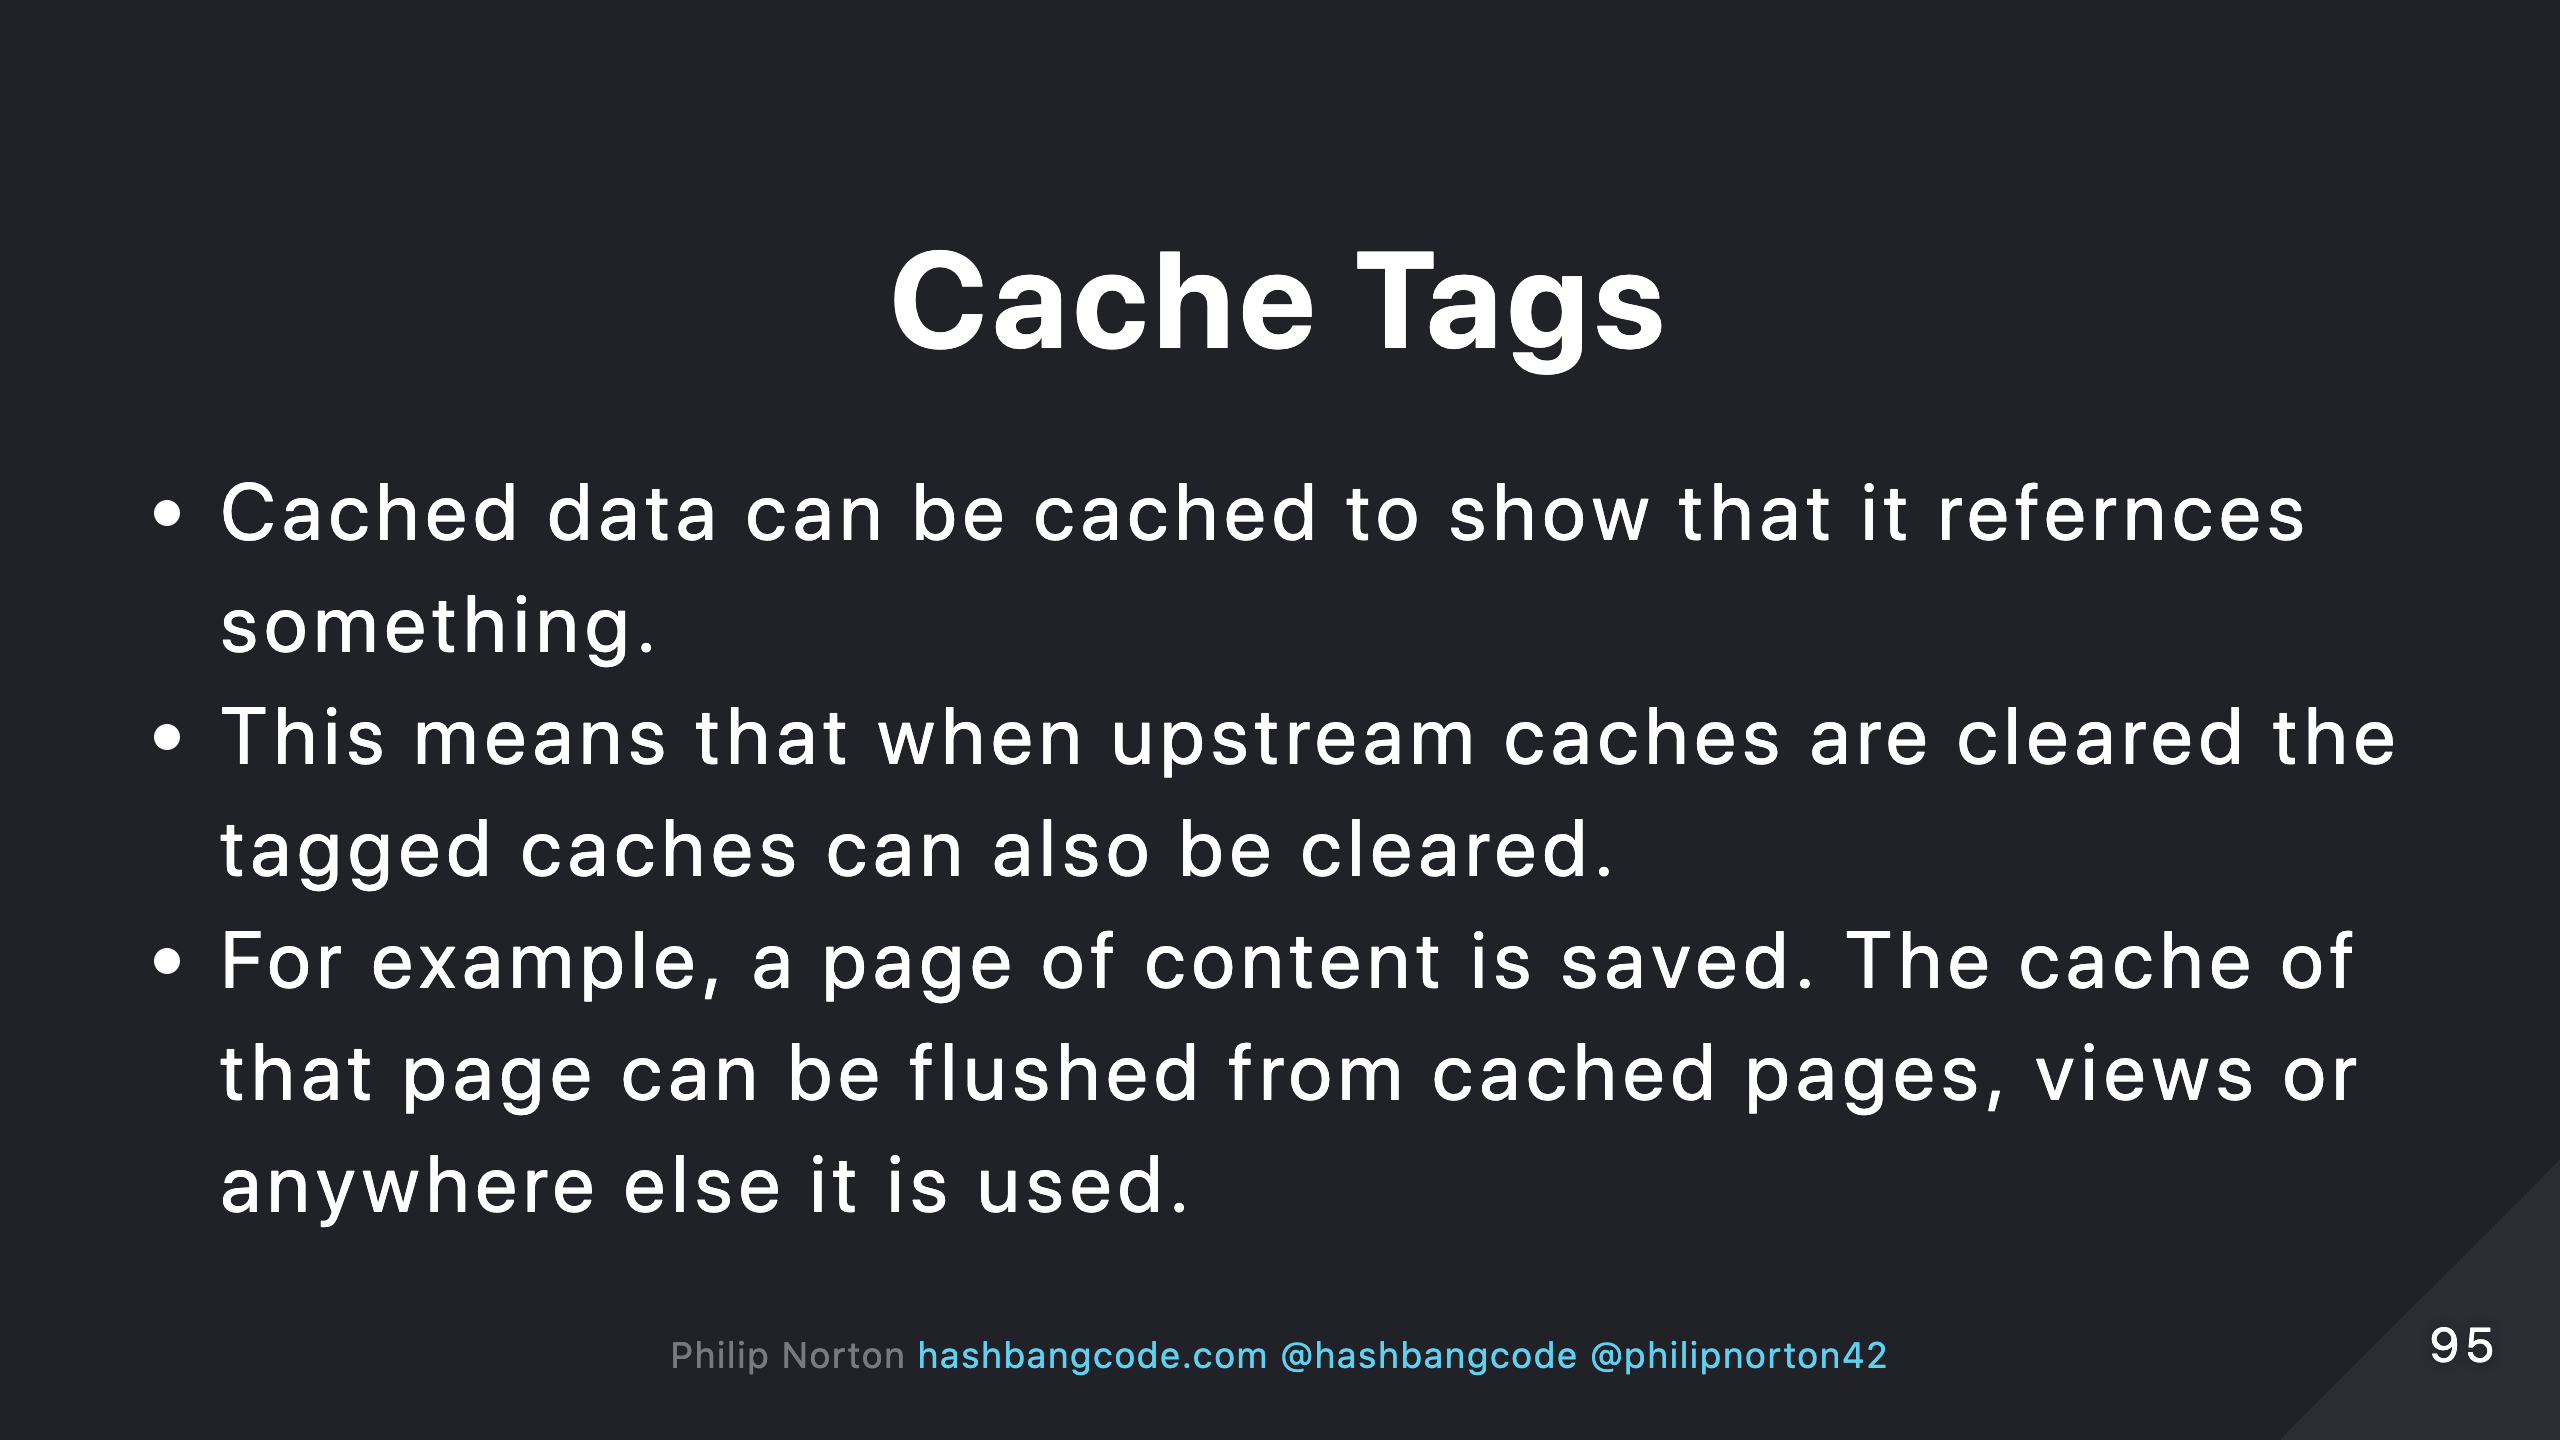 Cache Tags
• Cached data can be cached to show that it refernces
something.
• This means that when upstream caches are cleared the
tagged caches can also be cleared.
• For example, a page of content is saved. The cache of
that page can be flushed from cached pages, views or
anywhere else it is used.
Philip Norton hashbangcode.com @hashbangcode @philipnorton42
95